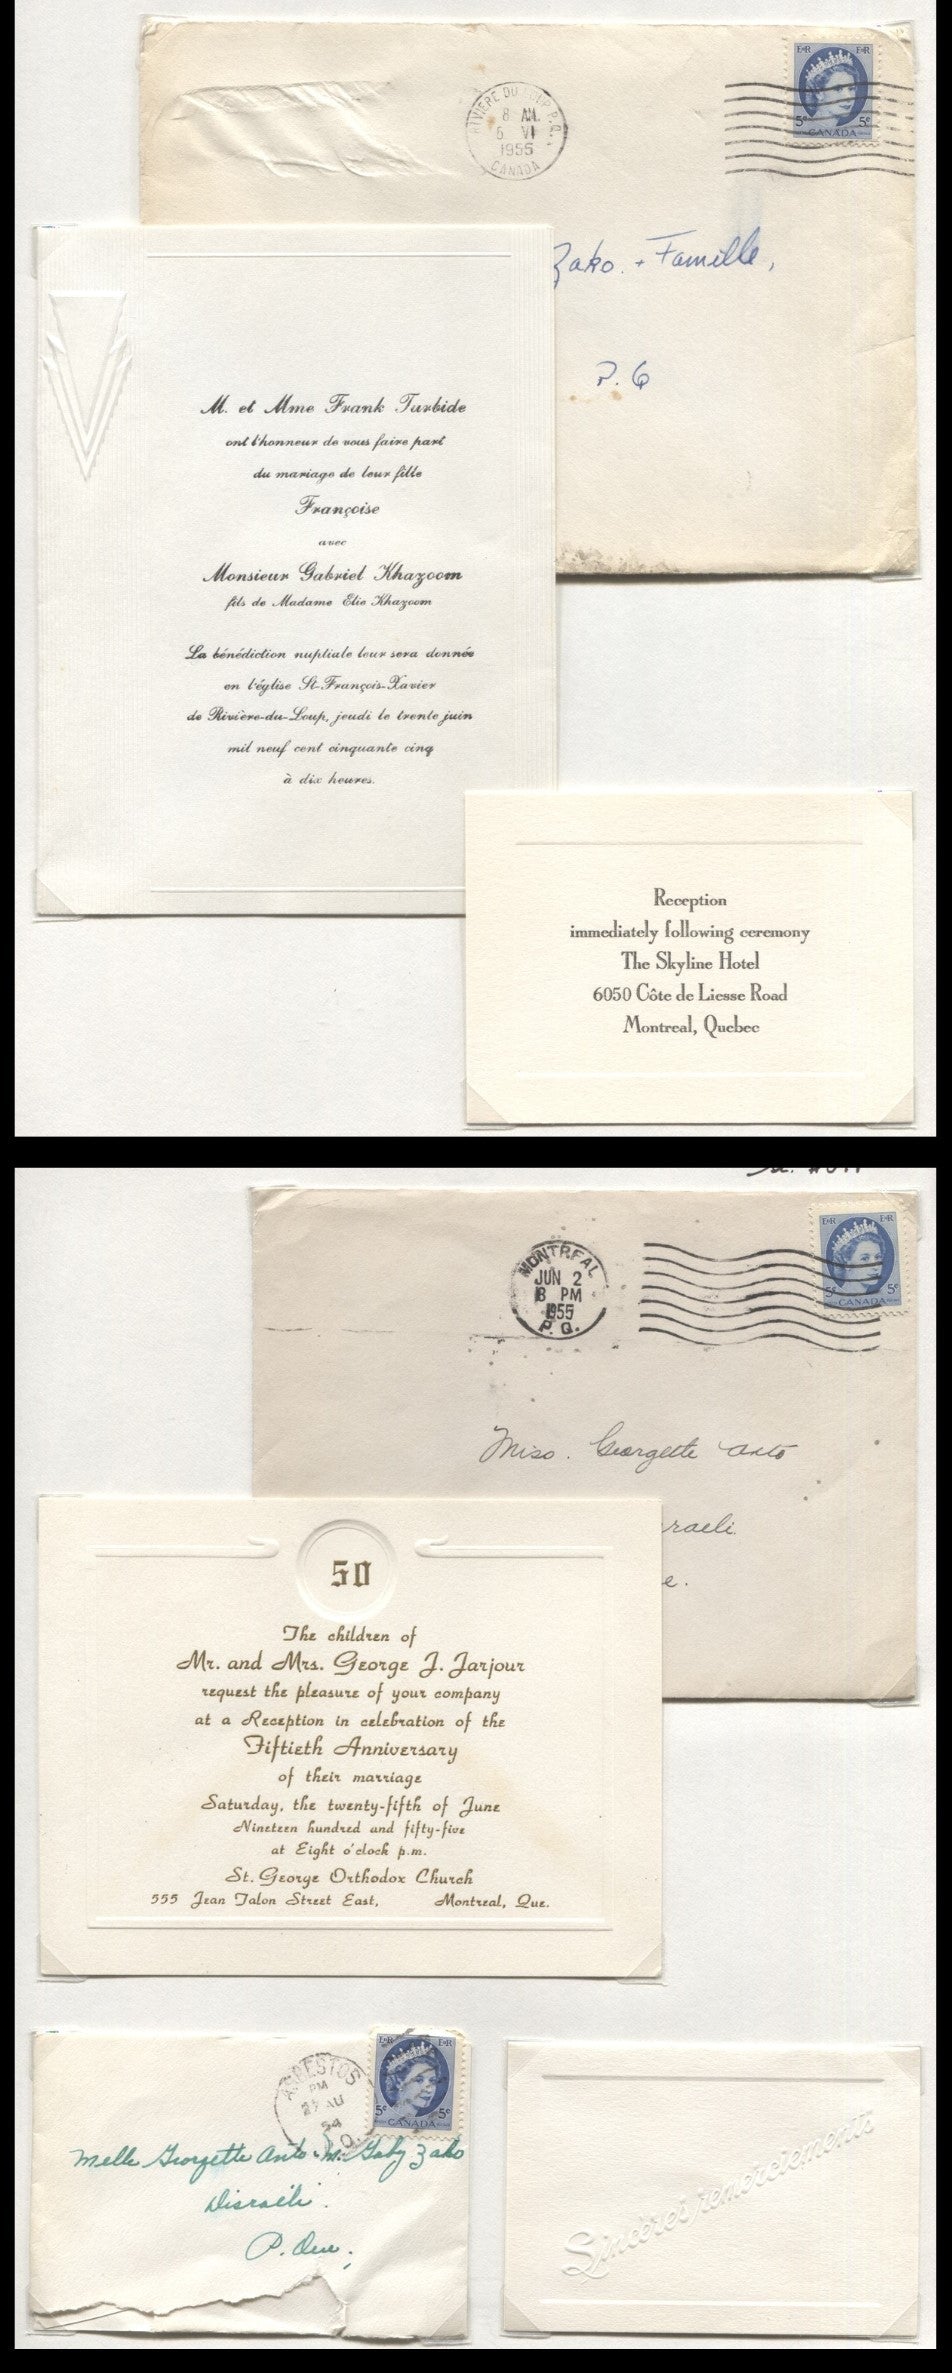 E R E R
5¢ 5¢
CANADA
RIVIERE DU LOUP P.Q.
8 AM.
6 VI
1955
CANADA
Zako. + Famille,
P. Q
M. et Mme Frank Turbide
ont l'honneur de vous faire part
du mariage de leur fille
Françoise
avec
Monsieur Gabriel Khazoom
fils de Madame Elie Khazoom
La bénédiction nuptiale leur sera donnée
en l'église St-François-Xavier
de Rivière-du-Loup, jeudi le trente juin
mil neuf cent cinquante cinq
à dix heures.
Reception
immediately following ceremony
The Skyline Hotel
6050 Côte de Liesse Road
Montreal, Quebec
E R E R
5¢ 5¢
CANADA
MONTREAL
JUN 2
8 PM
1955
P. Q.
Miss. Georgette Anto
raeli.
e.
50
The children of
Mr. and Mrs. George J. Jarjour
request the pleasure of your company
at a Reception in celebration of the
Fiftieth Anniversary
of their marriage
Saturday, the twenty-fifth of June
Nineteen hundred and fifty-five
at Eight o'clock p.m.
St. George Orthodox Church
555 Jean Talon Street East, Montreal, Que.
E R E R
5¢ 5¢
CANADA
ASBESTOS
PM
AU
54
Melle Georgette Anto - M. Gaby Zako
Disraéli.
P. Que.
Sincères remerciements